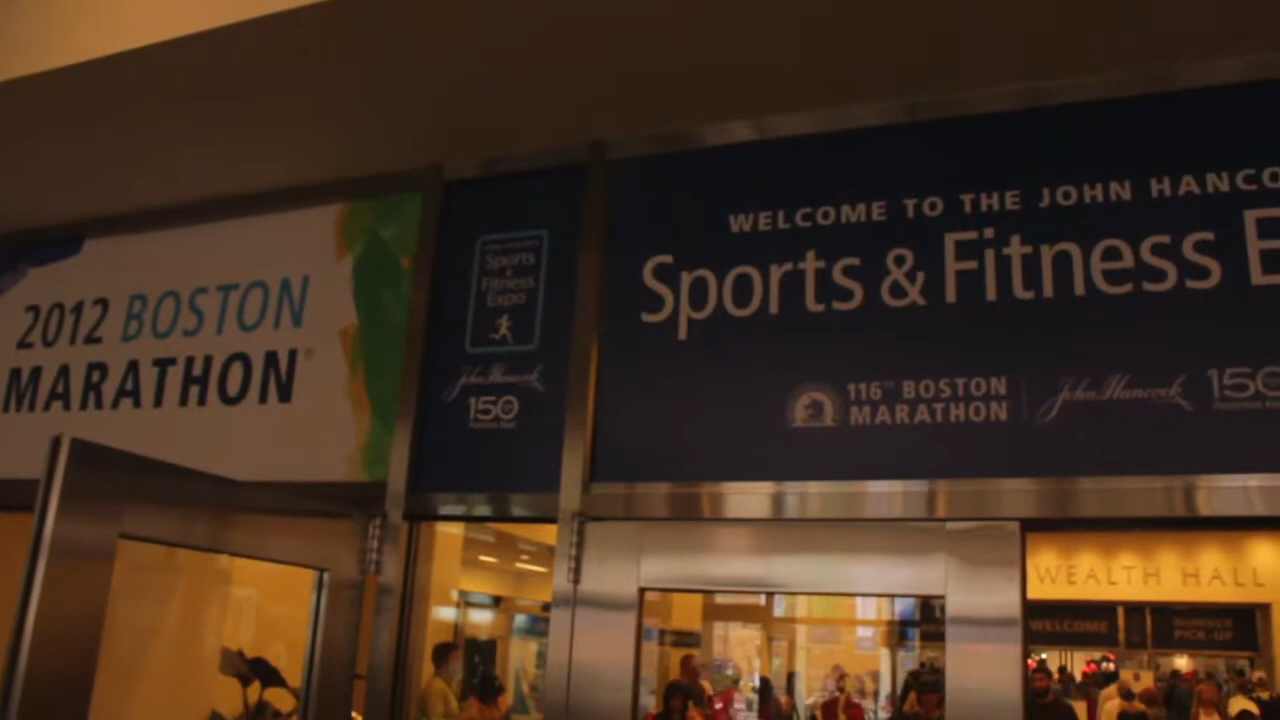 2012 BOSTON
MARATHON
Sports
&
Fitness
Expo
John Hancock
150
WELCOME TO THE JOHN HANCO
Sports & Fitness E
116TH BOSTON
MARATHON
John Hancock
150
WEALTH HALL
WELCOME
NUMBER
PICK-UP